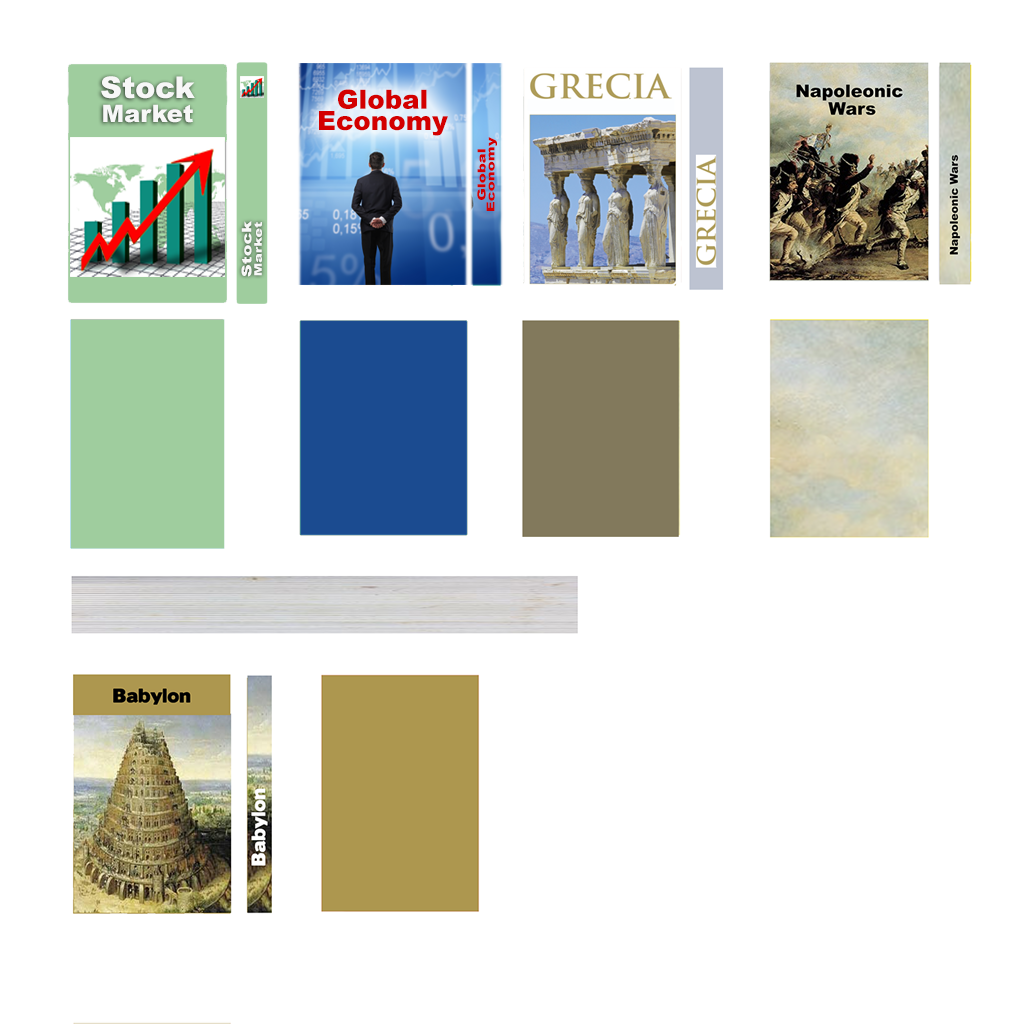 Stock
Market
Stock
Market
Global
Economy
0,18
0,15
5%
0,
Global
Economy
GRECIA
GRECIA
Napoleonic
Wars
Napoleonic Wars
Babylon
Babylon